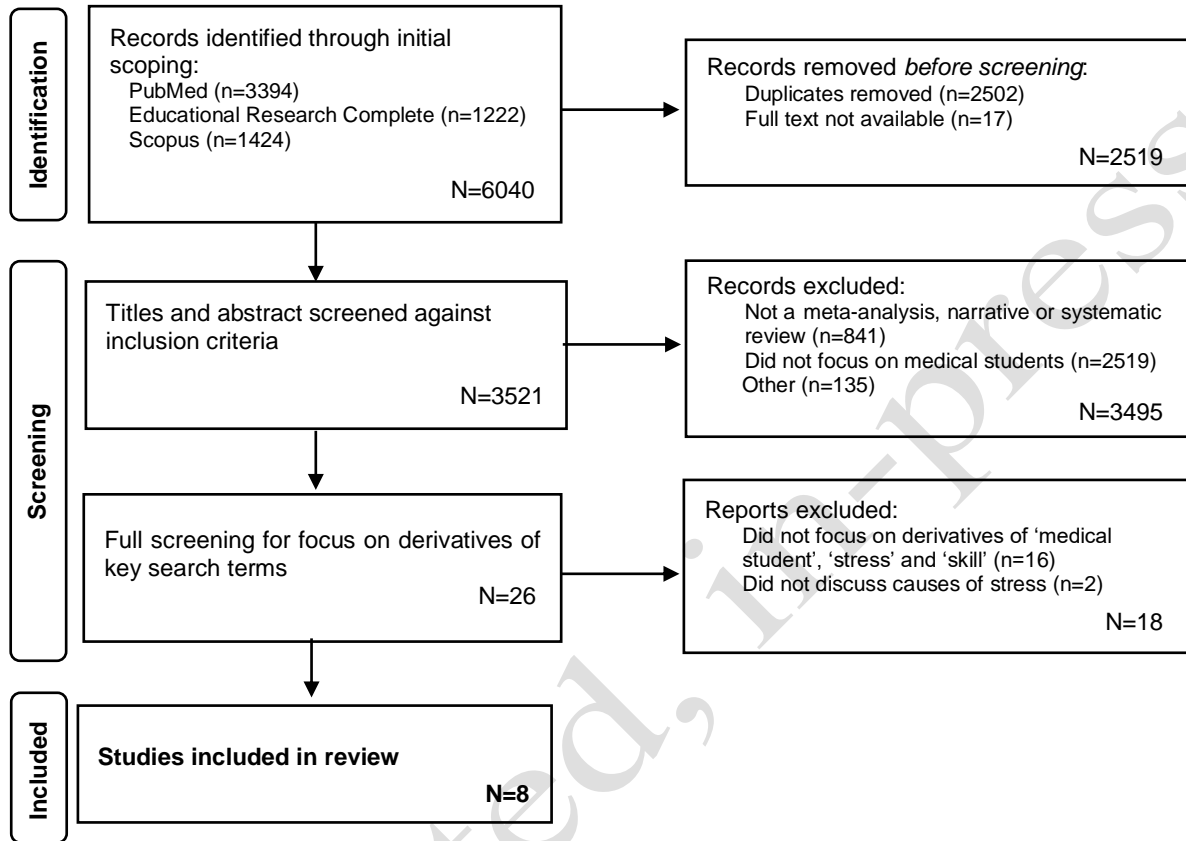 Identification
Records identified through initial
scoping:
PubMed (n=3394)
Educational Research Complete (n=1222)
Scopus (n=1424)
N=6040
Records removed before screening:
Duplicates removed (n=2502)
Full text not available (n=17)
N=2519
Screening
Titles and abstract screened against
inclusion criteria
N=3521
Records excluded:
Not a meta-analysis, narrative or systematic
review (n=841)
Did not focus on medical students (n=2519)
Other (n=135)
N=3495
Full screening for focus on derivatives of
key search terms
N=26
Reports excluded:
Did not focus on derivatives of ‘medical
student’, ‘stress’ and ‘skill’ (n=16)
Did not discuss causes of stress (n=2)
N=18
Included
Studies included in review
N=8
ted, in-press